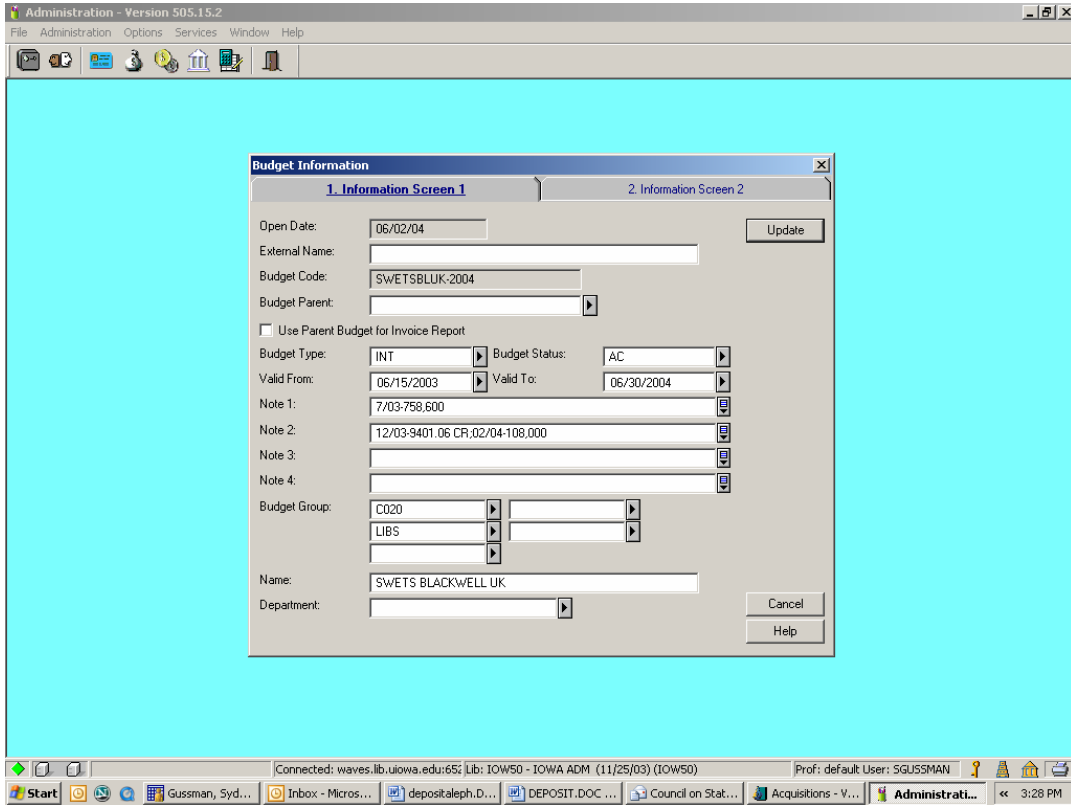 Administration - Version 505.15.2
File Administration Options Services Window Help
Budget Information
1. Information Screen 1
2. Information Screen 2
Open Date: 06/02/04
Update
External Name:
Budget Code: SWETSBLUK-2004
Budget Parent:
Use Parent Budget for Invoice Report
Budget Type: INT Budget Status: AC
Valid From: 06/15/2003 Valid To: 06/30/2004
Note 1: 7/03-758,600
Note 2: 12/03-9401.06 CR;02/04-108,000
Note 3:
Note 4:
Budget Group: C020
LIBS
Name: SWETS BLACKWELL UK
Department:
Cancel
Help
Connected: waves.lib.uiowa.edu:652 Lib: IOW50 - IOWA ADM (11/25/03) (IOW50) Prof: default User: SGUSSMAN
Start Gussman, Syd... Inbox - Micros... depositaleph.D... DEPOSIT.DOC ... Council on Stat... Acquisitions - V... Administrati... « 3:28 PM